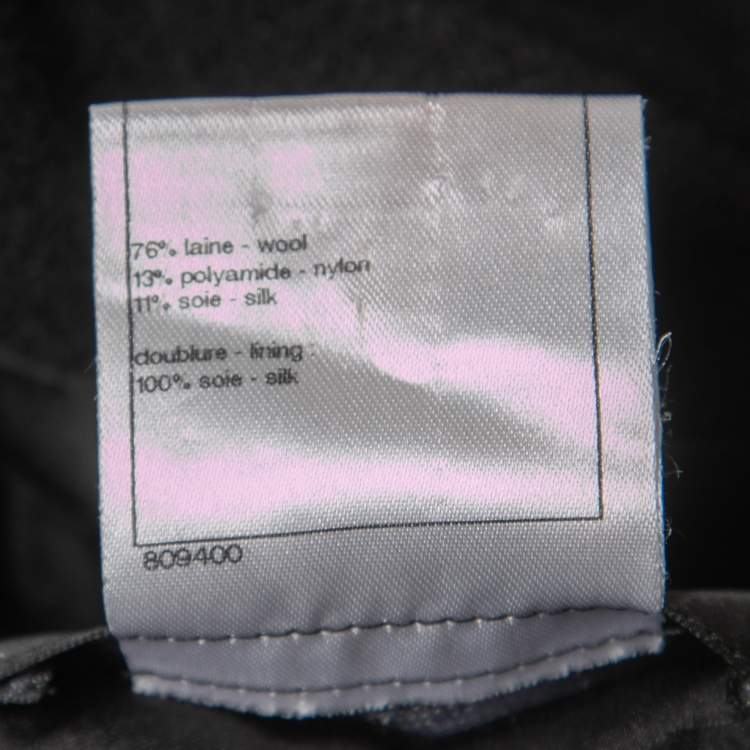 76% laine - wool
13% polyamide - nylon
11% soie - silk
doublure - lining :
100% soie - silk
809400